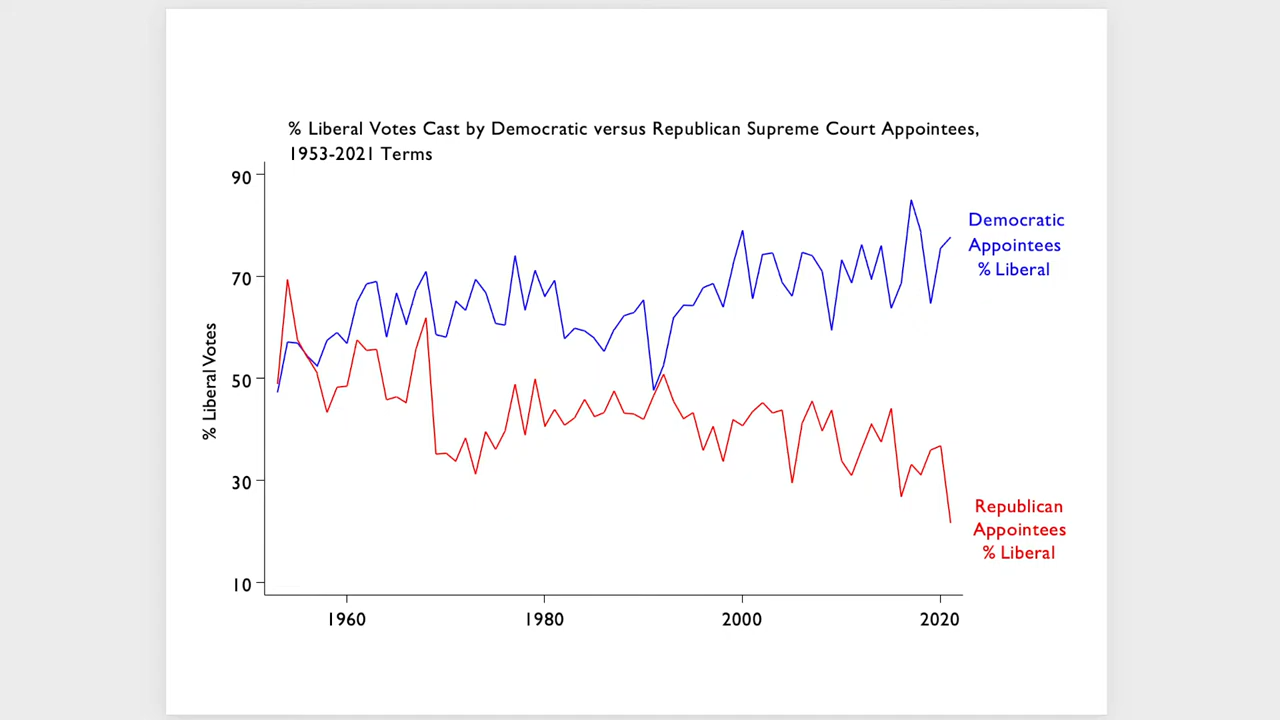 % Liberal Votes Cast by Democratic versus Republican Supreme Court Appointees,
1953-2021 Terms
90
70
50
30
10
% Liberal Votes
1960
1980
2000
2020
Democratic
Appointees
% Liberal
Republican
Appointees
% Liberal